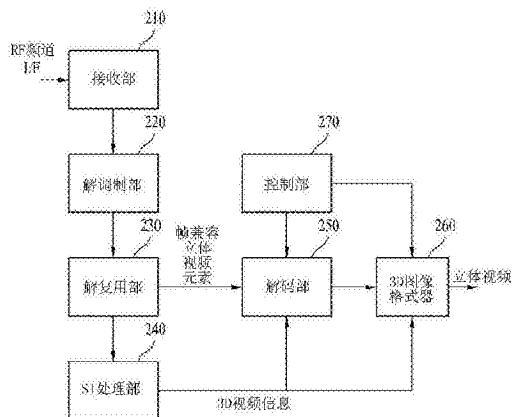 210
RF频道
I/F
接收部
220
解调制部
270
控制部
230
解复用部
帧兼容
立体
视频
元素
250
解码部
260
3D图像
格式器
立体视频
240
SI处理部
3D视频信息